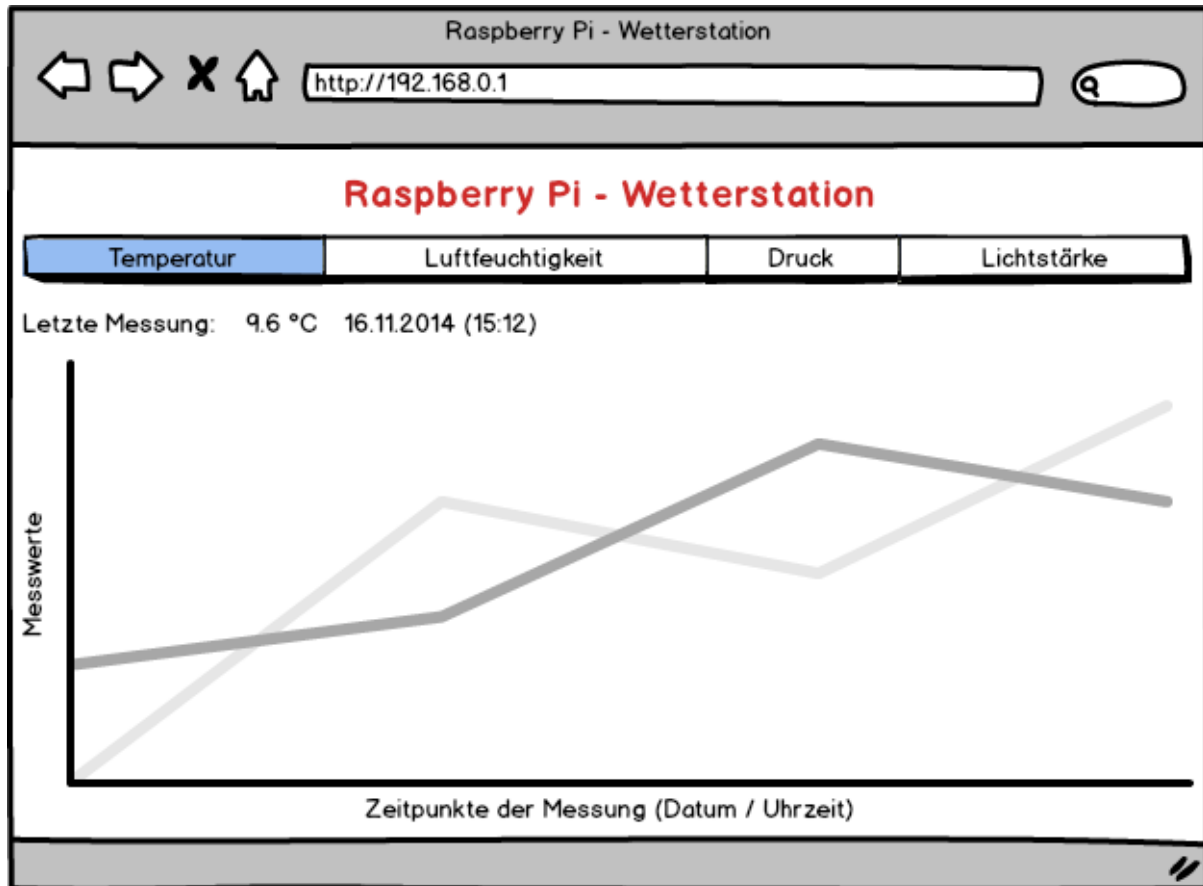 Raspberry Pi - Wetterstation
http://192.168.0.1
Raspberry Pi - Wetterstation
Temperatur Luftfeuchtigkeit Druck Lichtstärke
Letzte Messung: 9.6 °C 16.11.2014 (15:12)
Messwerte
Zeitpunkte der Messung (Datum / Uhrzeit)